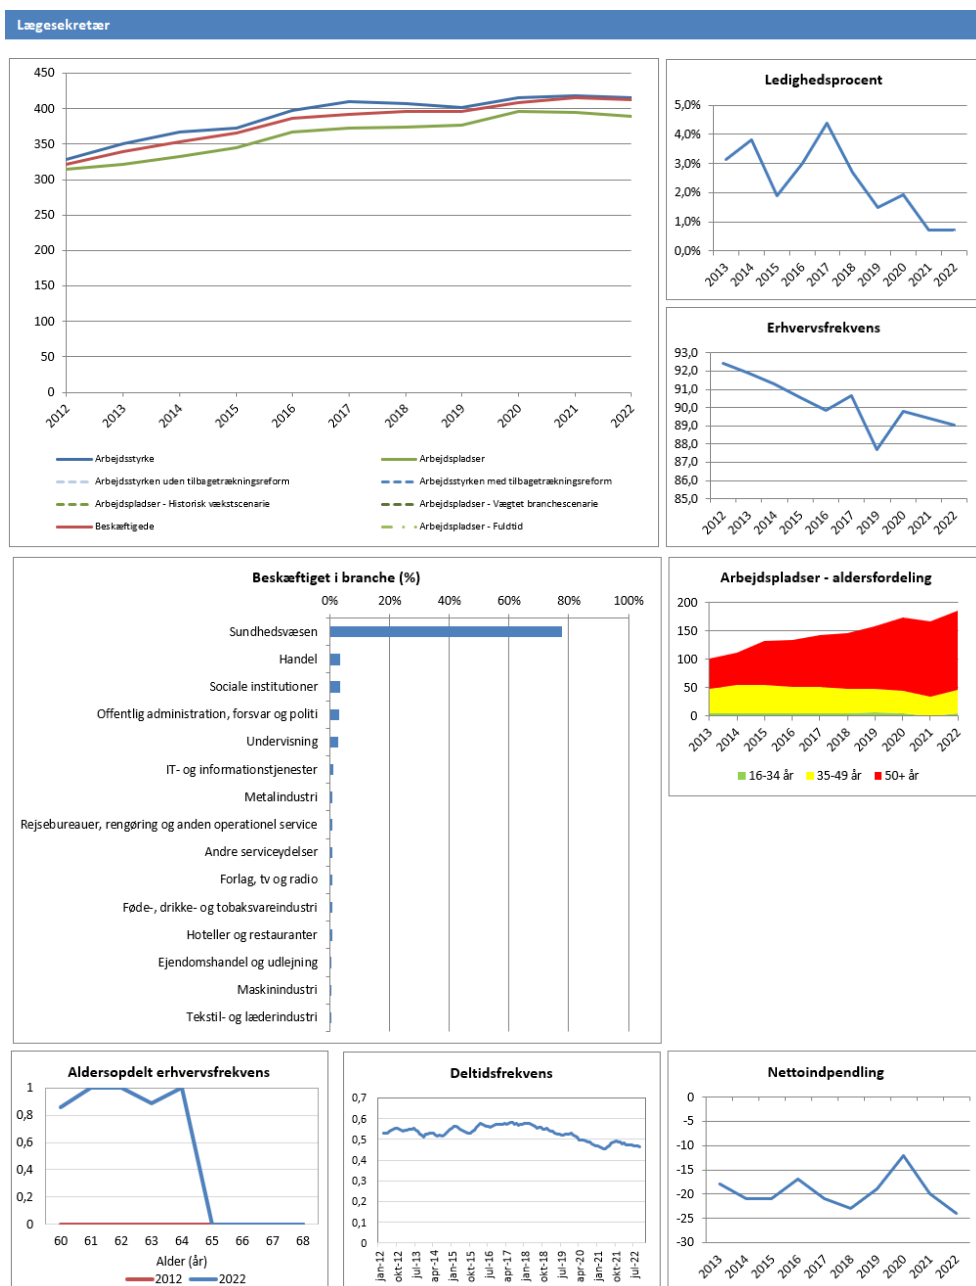 Lægesekretær
450
400
350
300
250
200
150
100
50
0
2012 2013 2014 2015 2016 2017 2018 2019 2020 2021 2022
Arbejdsstyrke
Arbejdspladser
Arbejdsstyrken uden tilbagetrækningsreform
Arbejdsstyrken med tilbagetrækningsreform
Arbejdspladser - Historisk vækstscenarie
Arbejdspladser - Vægtet branchescenarie
Beskæftigede
Arbejdspladser - Fuldtid
Ledighedsprocent
5,0%
4,0%
3,0%
2,0%
1,0%
0,0%
2013 2014 2015 2016 2017 2018 2019 2020 2021 2022
Erhvervsfrekvens
93,0
92,0
91,0
90,0
89,0
88,0
87,0
86,0
85,0
2012 2013 2014 2015 2016 2017 2019 2020 2021 2022
Beskæftiget i branche (%)
0% 20% 40% 60% 80% 100%
Sundhedsvæsen
Handel
Sociale institutioner
Offentlig administration, forsvar og politi
Undervisning
IT- og informationstjenester
Metalindustri
Rejsebureauer, rengøring og anden operationel service
Andre serviceydelser
Forlag, tv og radio
Føde-, drikke- og tobaksvareindustri
Hoteller og restauranter
Ejendomshandel og udlejning
Maskinindustri
Tekstil- og læderindustri
Arbejdspladser - aldersfordeling
200
150
100
50
0
2013 2014 2015 2016 2017 2018 2019 2020 2021 2022
16-34 år 35-49 år 50+ år
Aldersopdelt erhvervsfrekvens
1
0,8
0,6
0,4
0,2
0
60 61 62 63 64 65 66 67 68
Alder (år)
2012 2022
Deltidsfrekvens
0,7
0,6
0,5
0,4
0,3
0,2
0,1
0
jan-12 okt-12 jul-13 apr-14 jan-15 okt-15 jul-16 apr-17 jan-18 okt-18 jul-19 apr-20 jan-21 okt-21 jul-22
Nettoindpendling
0
-5
-10
-15
-20
-25
-30
2013 2014 2015 2016 2017 2018 2019 2020 2021 2022